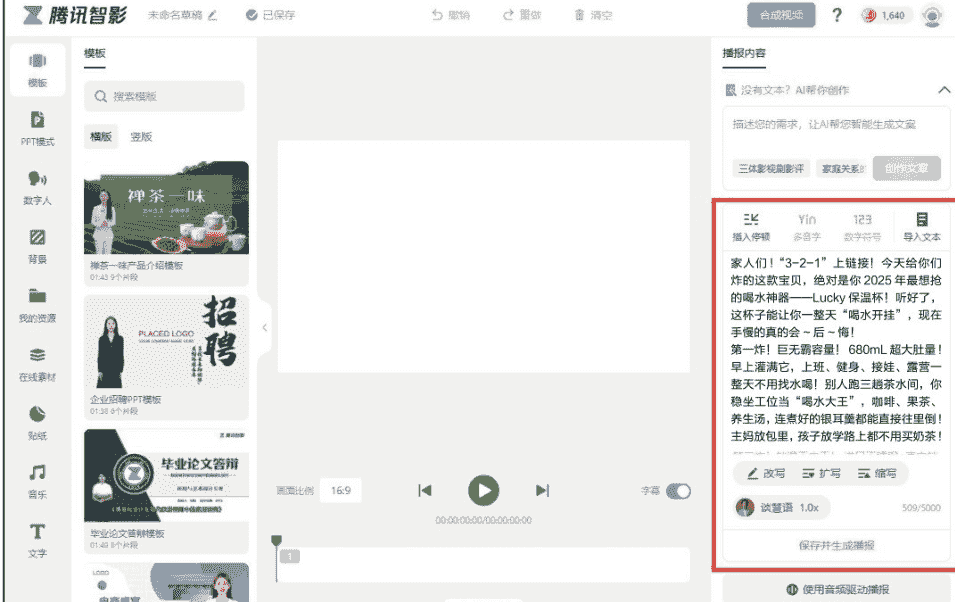 腾讯智影
未命名草稿
已保存
撤销
重做
清空
合成视频
?
1,640
模板
PPT模式
数字人
背景
我的资源
在线素材
贴纸
音乐
文字
模板
搜索模板
横版 竖版
禅茶一味
禅茶一味产品介绍模板
01:43 9个片段
招聘
PLACED LOGO
企业招聘PPT模板
01:38 8个片段
毕业论文答辩
毕业论文答辩模板
LOGO
画面比例 16:9
00:00:00:00/00:00:00:00
字幕
1
播报内容
没有文本？AI帮你创作
描述您的需求，让AI帮您智能生成文案
三体影视剧影评
家庭关系
创作文章
插入停顿
Yin
多音字
123
数字符号
导入文本
家人们！“3-2-1”上链接！今天给你们
炸的这款宝贝，绝对是你 2025 年最想抢
的喝水神器——Lucky 保温杯！听好了，
这杯子能让你一整天“喝水开挂”，现在
手慢的真的会～后～悔！
第一炸！巨无霸容量！680mL 超大肚量！
早上灌满它，上班、健身、接娃、露营一
整天不用找水喝！别人跑三趟茶水间，你
稳坐工位当“喝水大王”，咖啡、果茶、
养生汤，连煮好的银耳羹都能直接往里倒！
主妈放包里，孩子放学路上都不用买奶茶！
改写 扩写 缩写
谈慧语 1.0x
509/5000
保存并生成播报
使用音频驱动播报